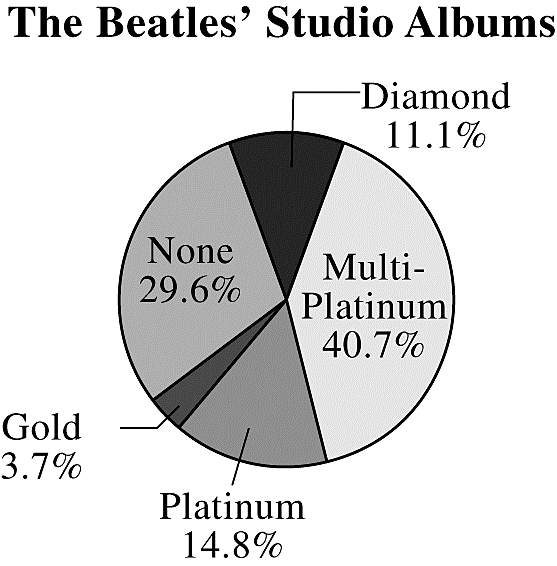 The Beatles' Studio Albums
Diamond
11.1%
None
29.6%
Multi-
Platinum
40.7%
Gold
3.7%
Platinum
14.8%